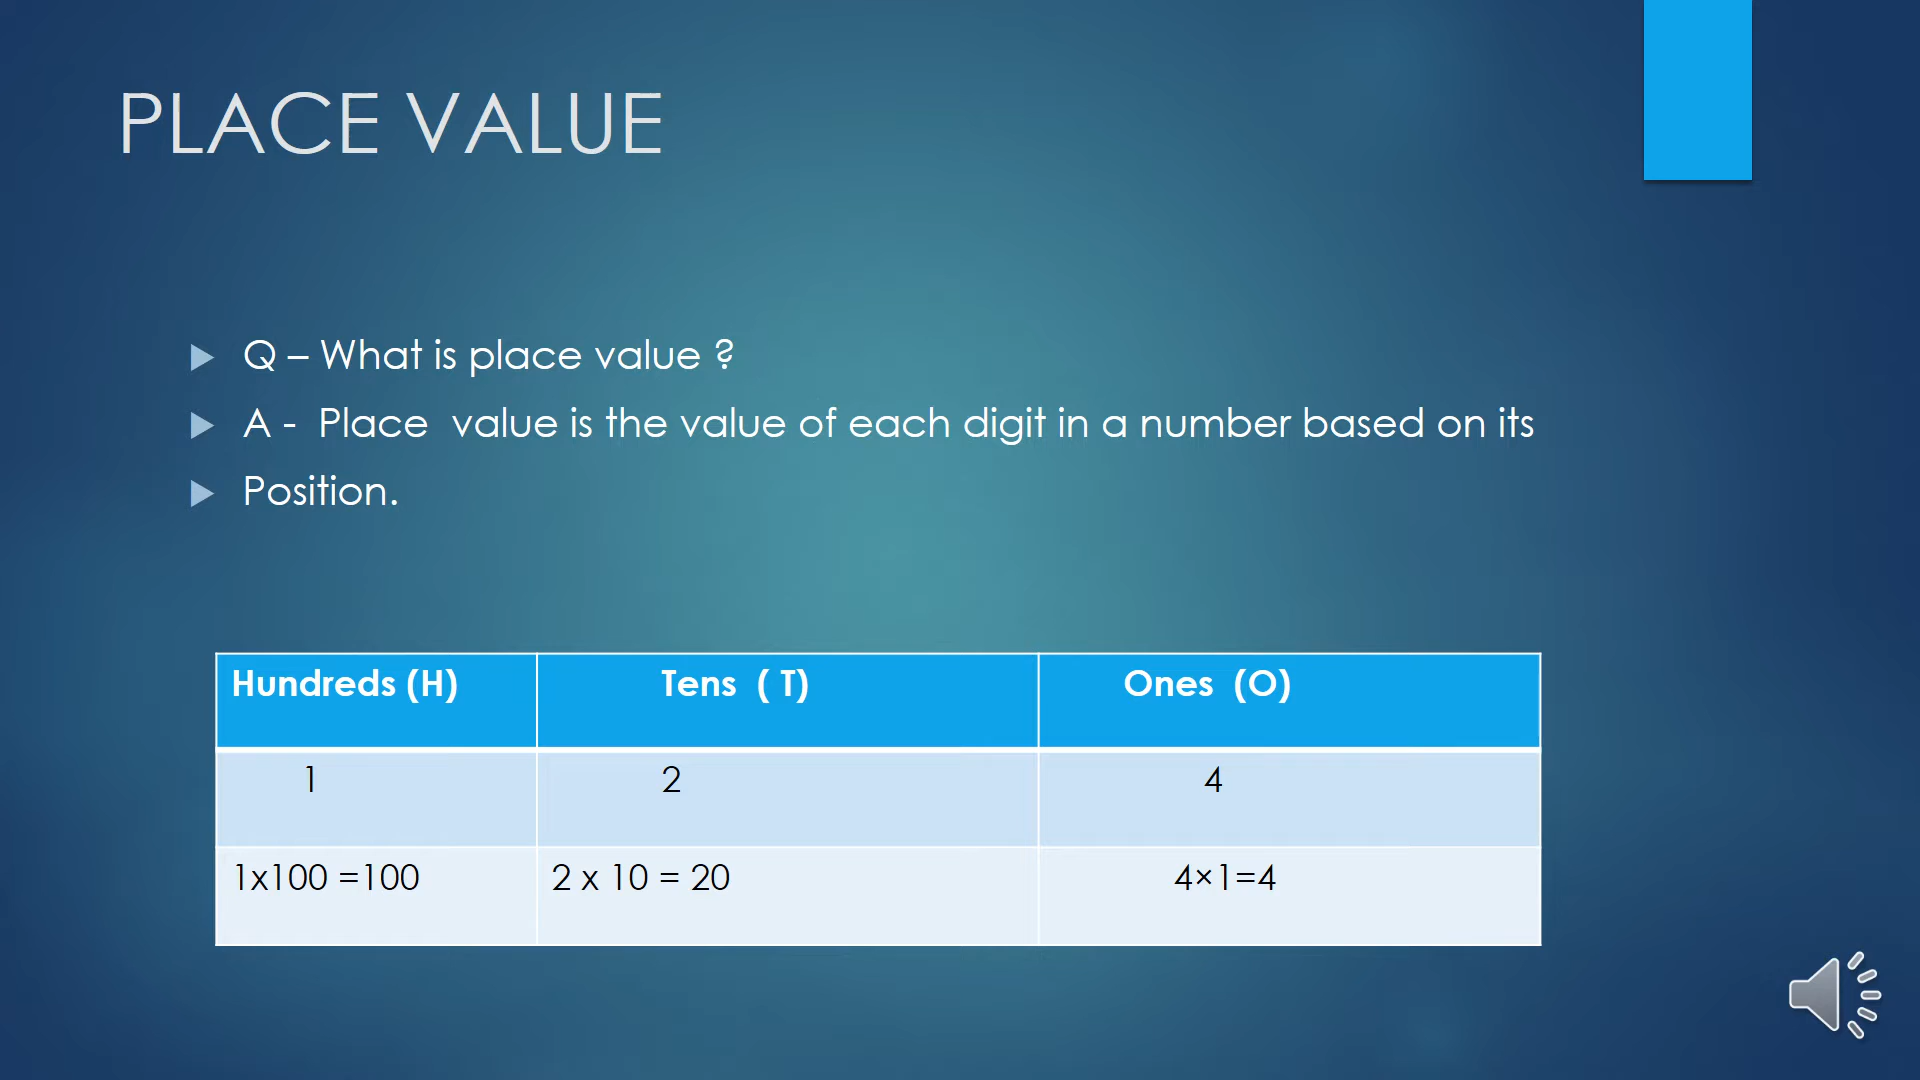 PLACE VALUE
Q – What is place value ?
A - Place value is the value of each digit in a number based on its
Position.
Hundreds (H) Tens ( T) Ones (O)
1 2 4
1x100 =100 2 x 10 = 20 4×1=4